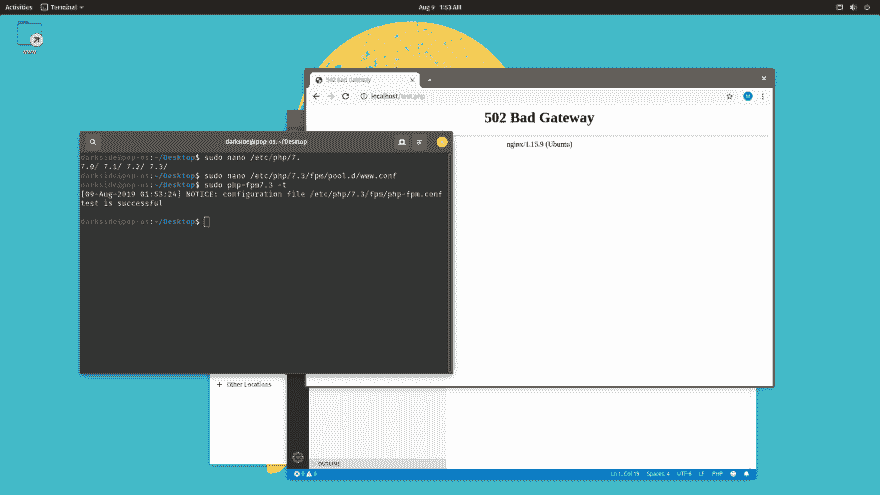 Activities
Terminal
Aug 9 1:53 AM
502 Bad Gateway
localhost/test.php
502 Bad Gateway
nginx/1.15.9 (Ubuntu)
darkside@pop-os: ~/Desktop
darkside@pop-os:~/Desktop$ sudo nano /etc/php/7.
7.0/ 7.1/ 7.2/ 7.3/
darkside@pop-os:~/Desktop$ sudo nano /etc/php/7.3/fpm/pool.d/www.conf
darkside@pop-os:~/Desktop$ sudo php-fpm7.3 -t
[09-Aug-2019 01:53:24] NOTICE: configuration file /etc/php/7.3/fpm/php-fpm.conf
test is successful
darkside@pop-os:~/Desktop$
+ Other Locations
OUTLINE
Ln 1, Col 19 Spaces: 4 UTF-8 LF PHP